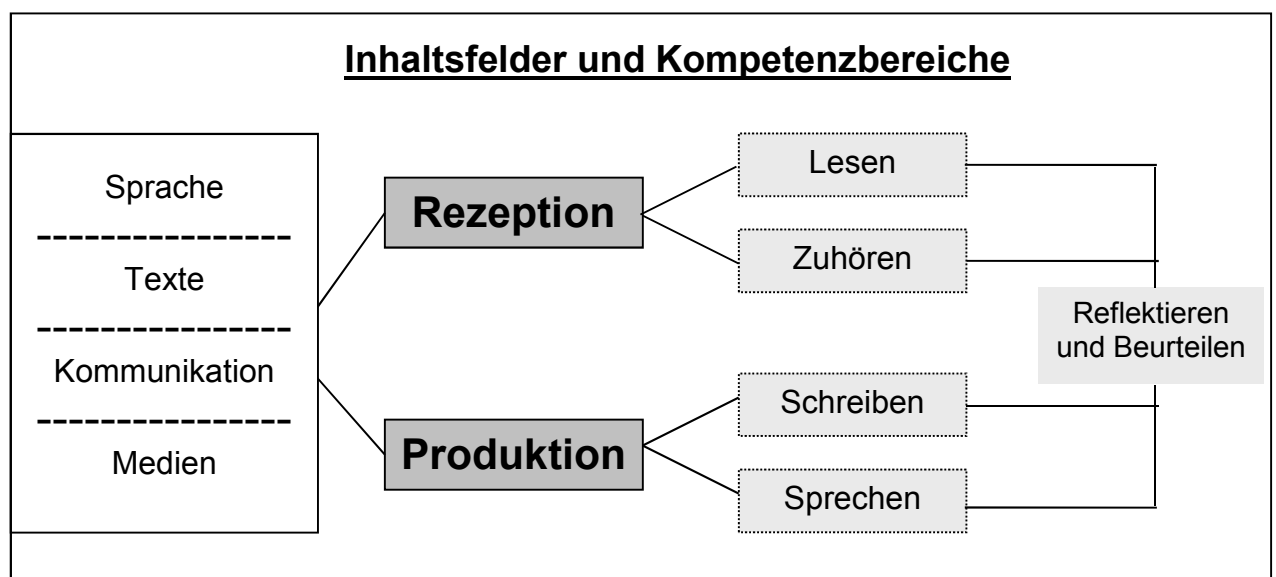 Inhaltsfelder und Kompetenzbereiche
Sprache
Texte
Kommunikation
Medien
Rezeption
Produktion
Lesen
Zuhören
Schreiben
Sprechen
Reflektieren
und Beurteilen